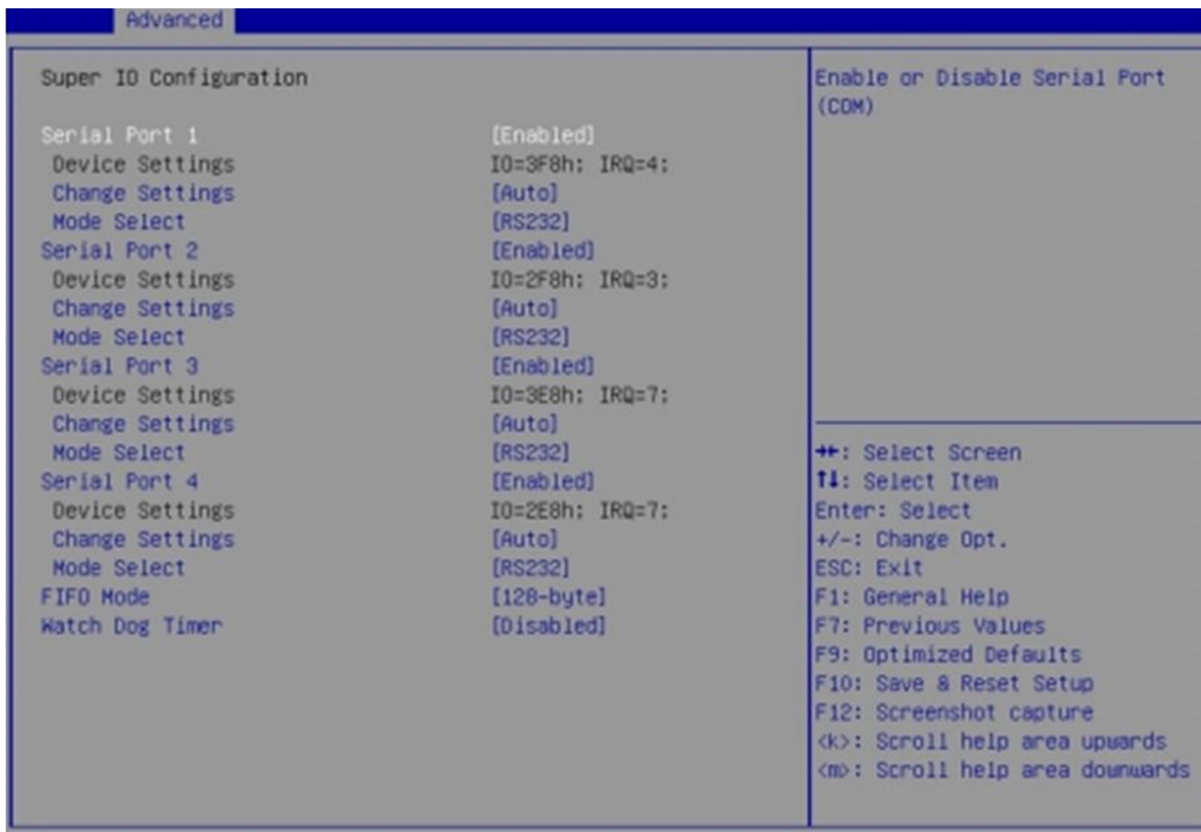 Advanced
Super IO Configuration
Serial Port 1 [Enabled]
Device Settings IO=3F8h; IRQ=4;
Change Settings [Auto]
Mode Select [RS232]
Serial Port 2 [Enabled]
Device Settings IO=2F8h; IRQ=3;
Change Settings [Auto]
Mode Select [RS232]
Serial Port 3 [Enabled]
Device Settings IO=3E8h; IRQ=7;
Change Settings [Auto]
Mode Select [RS232]
Serial Port 4 [Enabled]
Device Settings IO=2E8h; IRQ=7;
Change Settings [Auto]
Mode Select [RS232]
FIFO Mode [128-byte]
Watch Dog Timer [Disabled]
Enable or Disable Serial Port
(COM)
→←: Select Screen
↑↓: Select Item
Enter: Select
+/-: Change Opt.
ESC: Exit
F1: General Help
F7: Previous Values
F9: Optimized Defaults
F10: Save & Reset Setup
F12: Screenshot capture
<k>: Scroll help area upwards
<m>: Scroll help area downwards